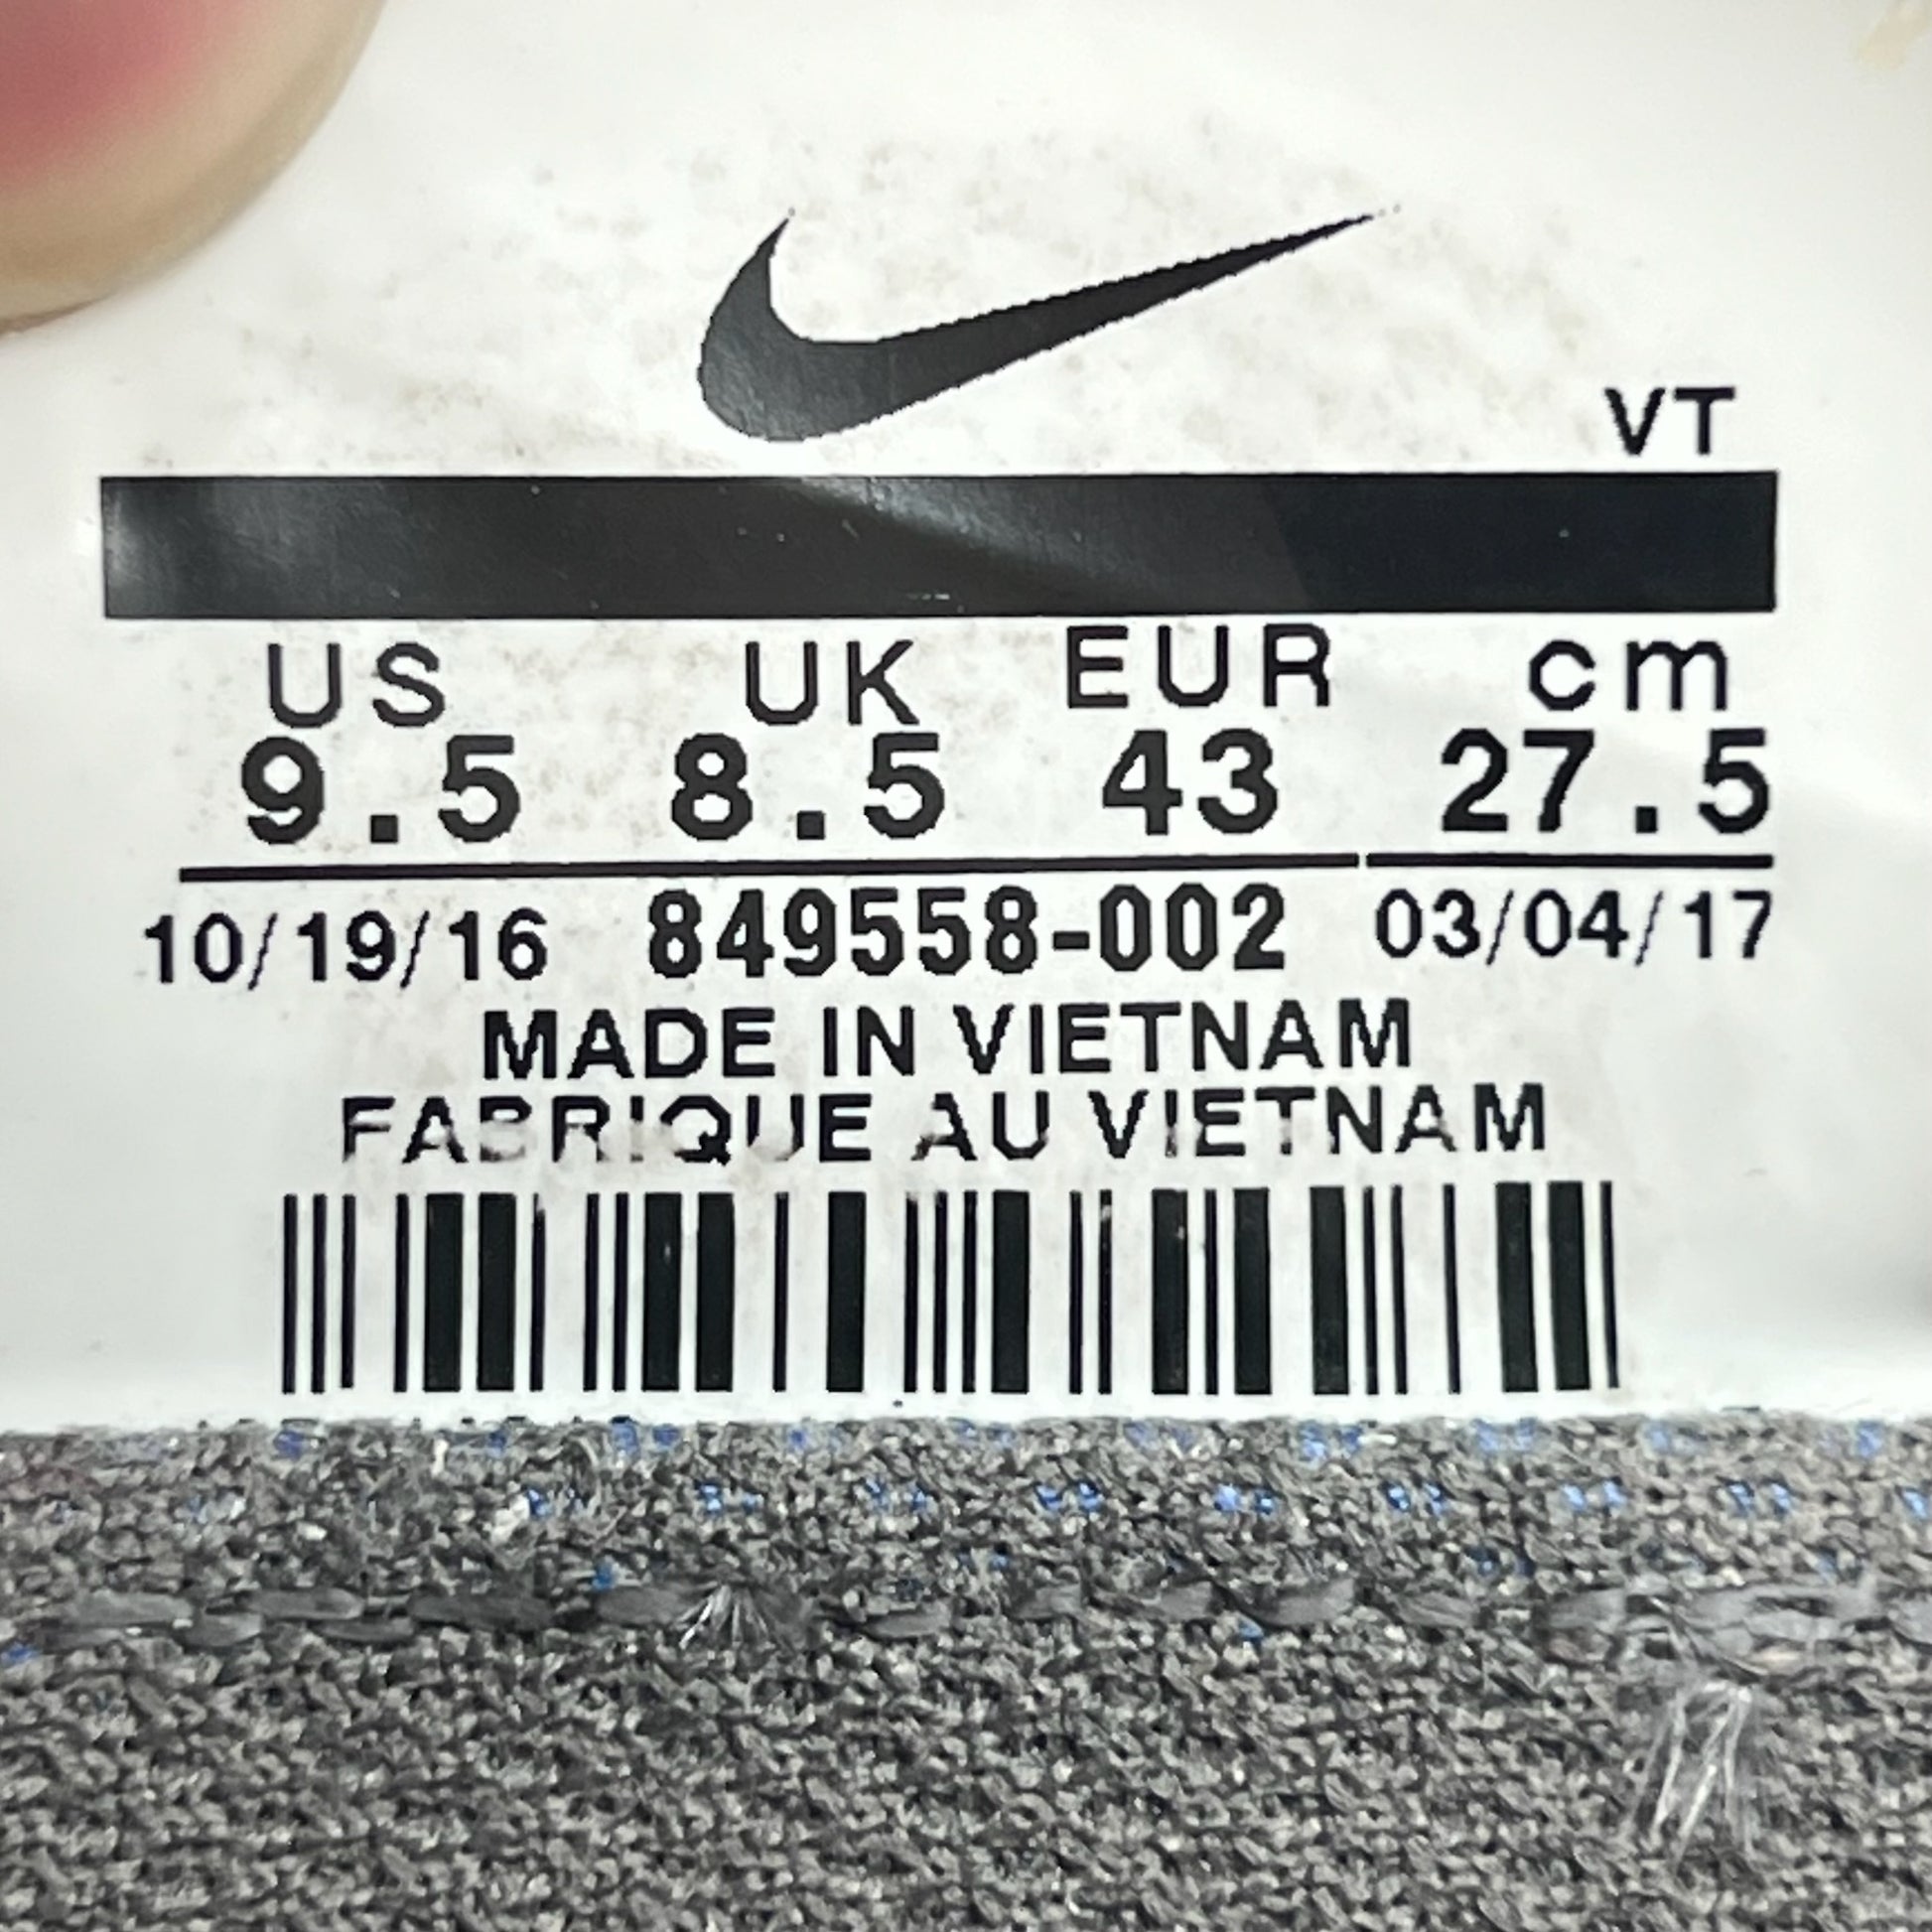 VT
US UK EUR cm
9.5 8.5 43 27.5
10/19/16 849558-002 03/04/17
MADE IN VIETNAM
FABRIQUE AU VIETNAM